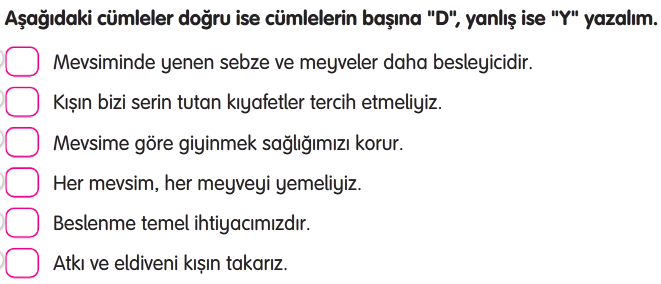 Aşağıdaki cümleler doğru ise cümlelerin başına "D", yanlış ise "Y" yazalım.
Mevsiminde yenen sebze ve meyveler daha besleyicidir.
Kışın bizi serin tutan kıyafetler tercih etmeliyiz.
Mevsime göre giyinmek sağlığımızı korur.
Her mevsim, her meyveyi yemeliyiz.
Beslenme temel ihtiyacımızdır.
Atkı ve eldiveni kışın takarız.